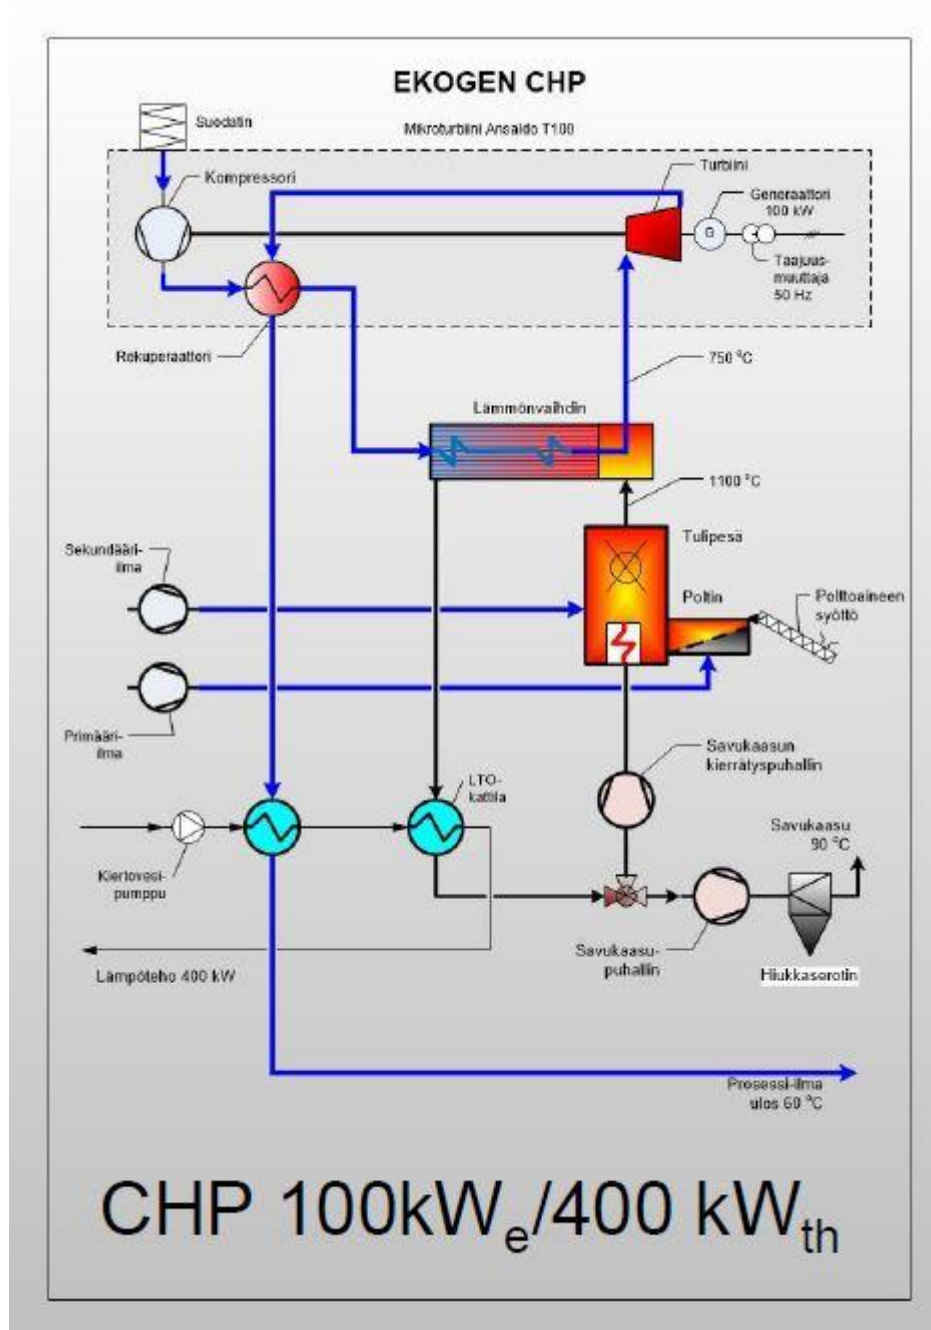 EKOGEN CHP
Suodatin
Mikroturbiini Ansaldo T100
Kompressori
Turbiini
Generaattori
100 kW
G
Taajuus-
muuttaja
50 Hz
Rekuperaattori
750 °C
Lämmönvaihdin
1100 °C
Tulipesä
Sekundääri-
ilma
Poltin
Polttoaineen
syöttö
Primääri-
ilma
Savukaasun
kierrätyspuhallin
LTO-
kattila
Savukaasu
90 °C
Kiertovesi-
pumppu
Savukaasu-
puhallin
Lämpöteho 400 kW
Hiukkaserotin
Prosessi-ilma
ulos 60 °C
CHP 100kWe/400 kWth